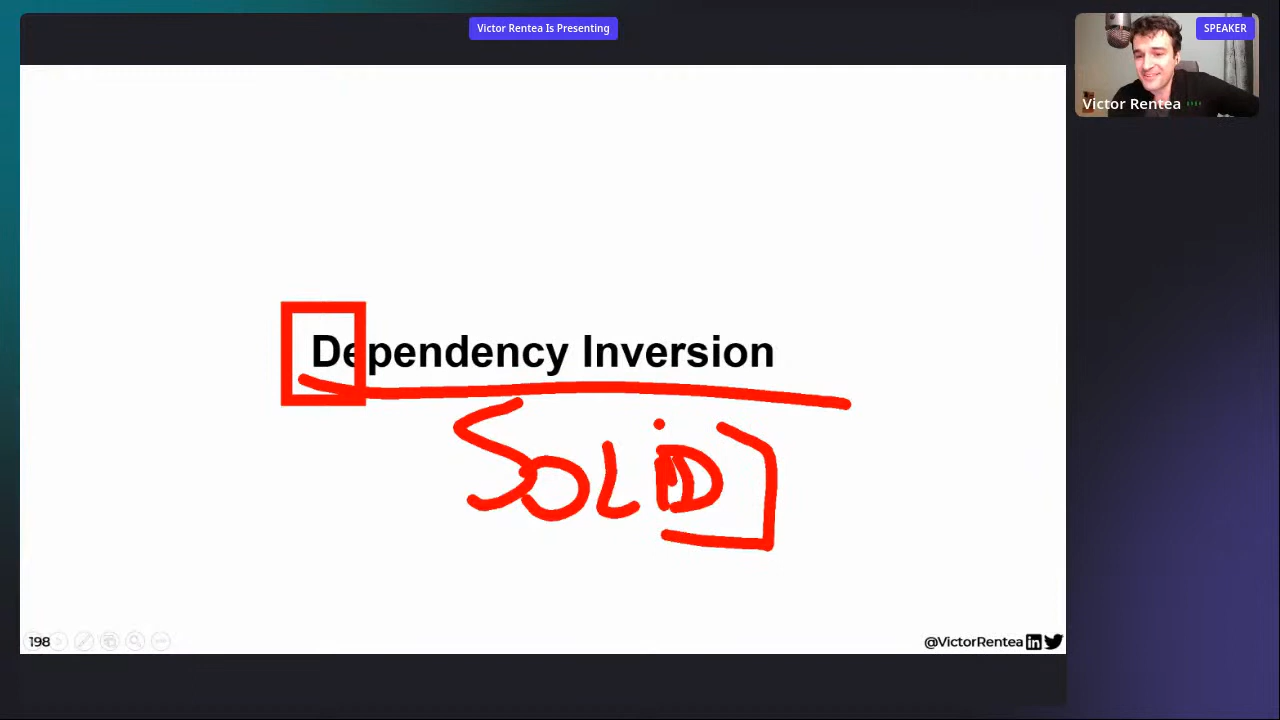 Victor Rentea Is Presenting
SPEAKER
Victor Rentea
Dependency Inversion
SOLID
198
@VictorRentea